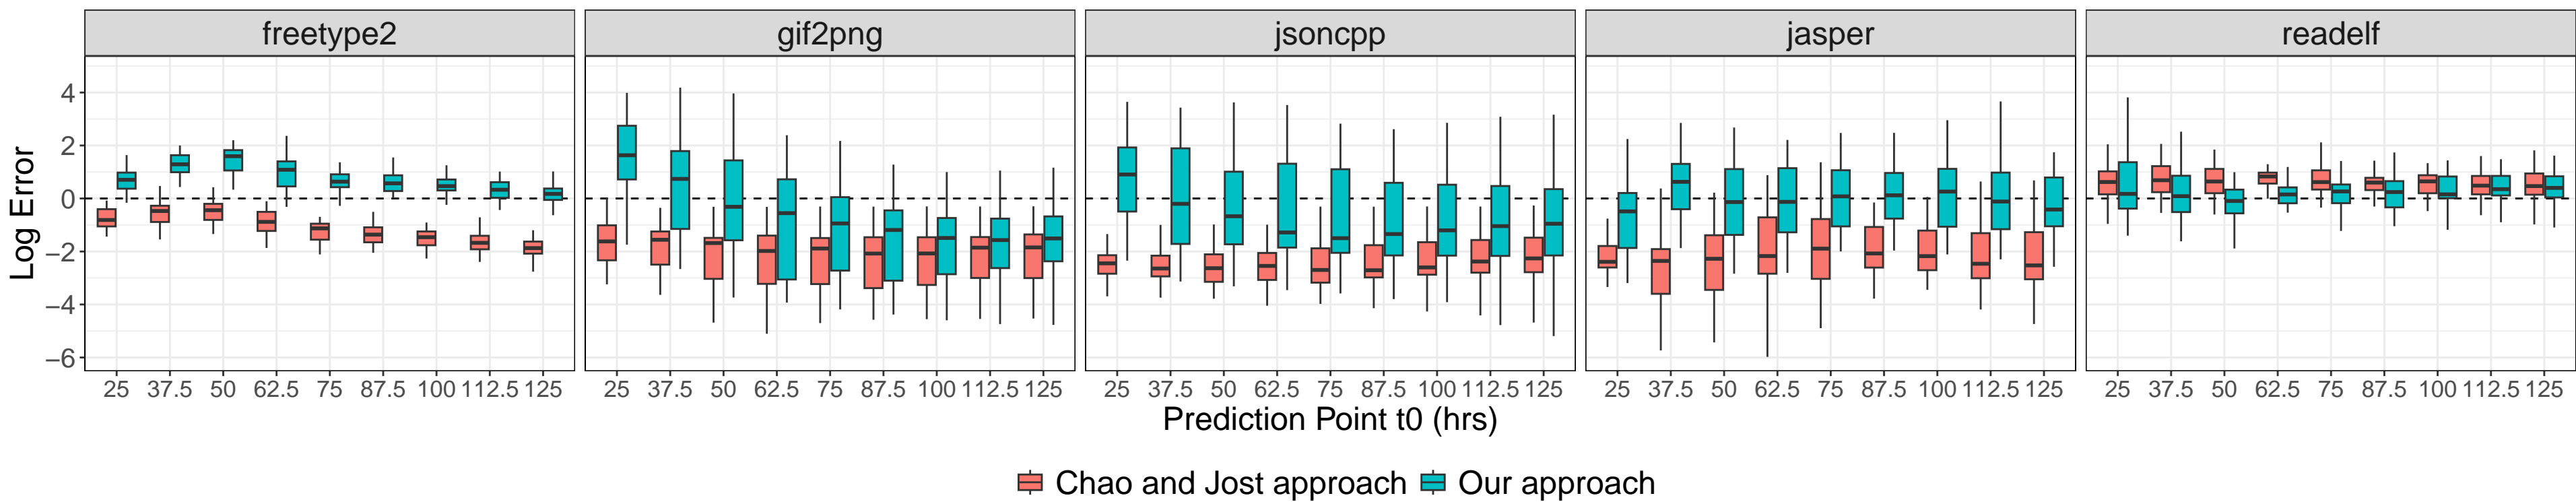 freetype2 gif2png jsoncpp jasper readelf
Log Error
4
2
0
−2
−4
−6
25 37.5 50 62.5 75 87.5 100 112.5 125 25 37.5 50 62.5 75 87.5 100 112.5 125 25 37.5 50 62.5 75 87.5 100 112.5 125 25 37.5 50 62.5 75 87.5 100 112.5 125 25 37.5 50 62.5 75 87.5 100 112.5 125
Prediction Point t0 (hrs)
Chao and Jost approach Our approach